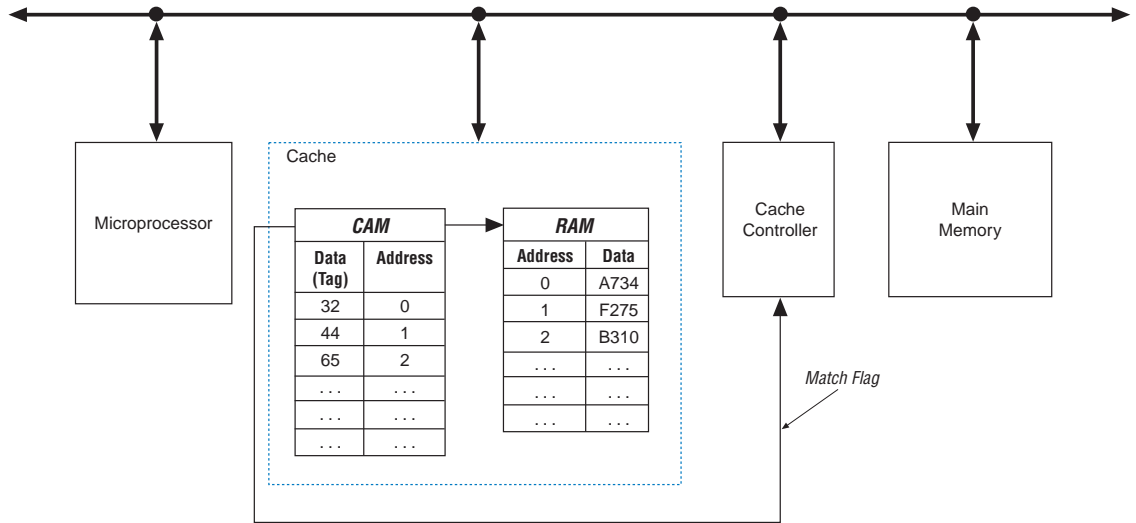 Cache
Microprocessor
CAM
Data (Tag) Address
32 0
44 1
65 2
. . . . . .
. . . . . .
. . . . . .
RAM
Address Data
0 A734
1 F275
2 B310
. . . . . .
. . . . . .
. . . . . .
Cache
Controller
Main
Memory
Match Flag